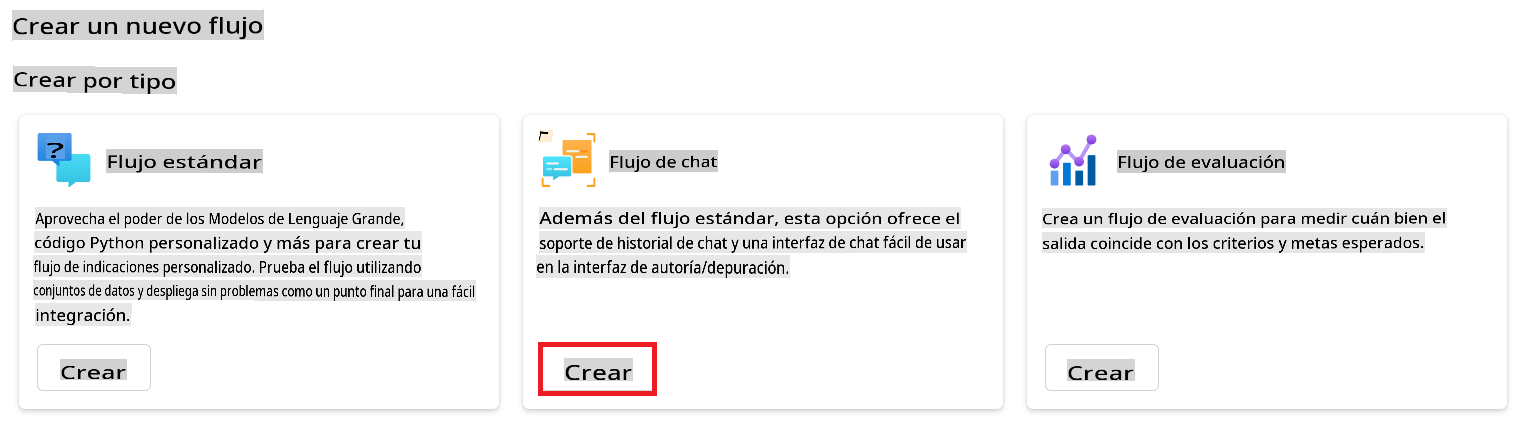 Crear un nuevo flujo
Crear por tipo
Flujo estándar
Aprovecha el poder de los Modelos de Lenguaje Grande,
código Python personalizado y más para crear tu
flujo de indicaciones personalizado. Prueba el flujo utilizando
conjuntos de datos y despliega sin problemas como un punto final para una fácil
integración.
Crear
Flujo de chat
Además del flujo estándar, esta opción ofrece el
soporte de historial de chat y una interfaz de chat fácil de usar
en la interfaz de autoría/depuración.
Crear
Flujo de evaluación
Crea un flujo de evaluación para medir cuán bien el
salida coincide con los criterios y metas esperados.
Crear